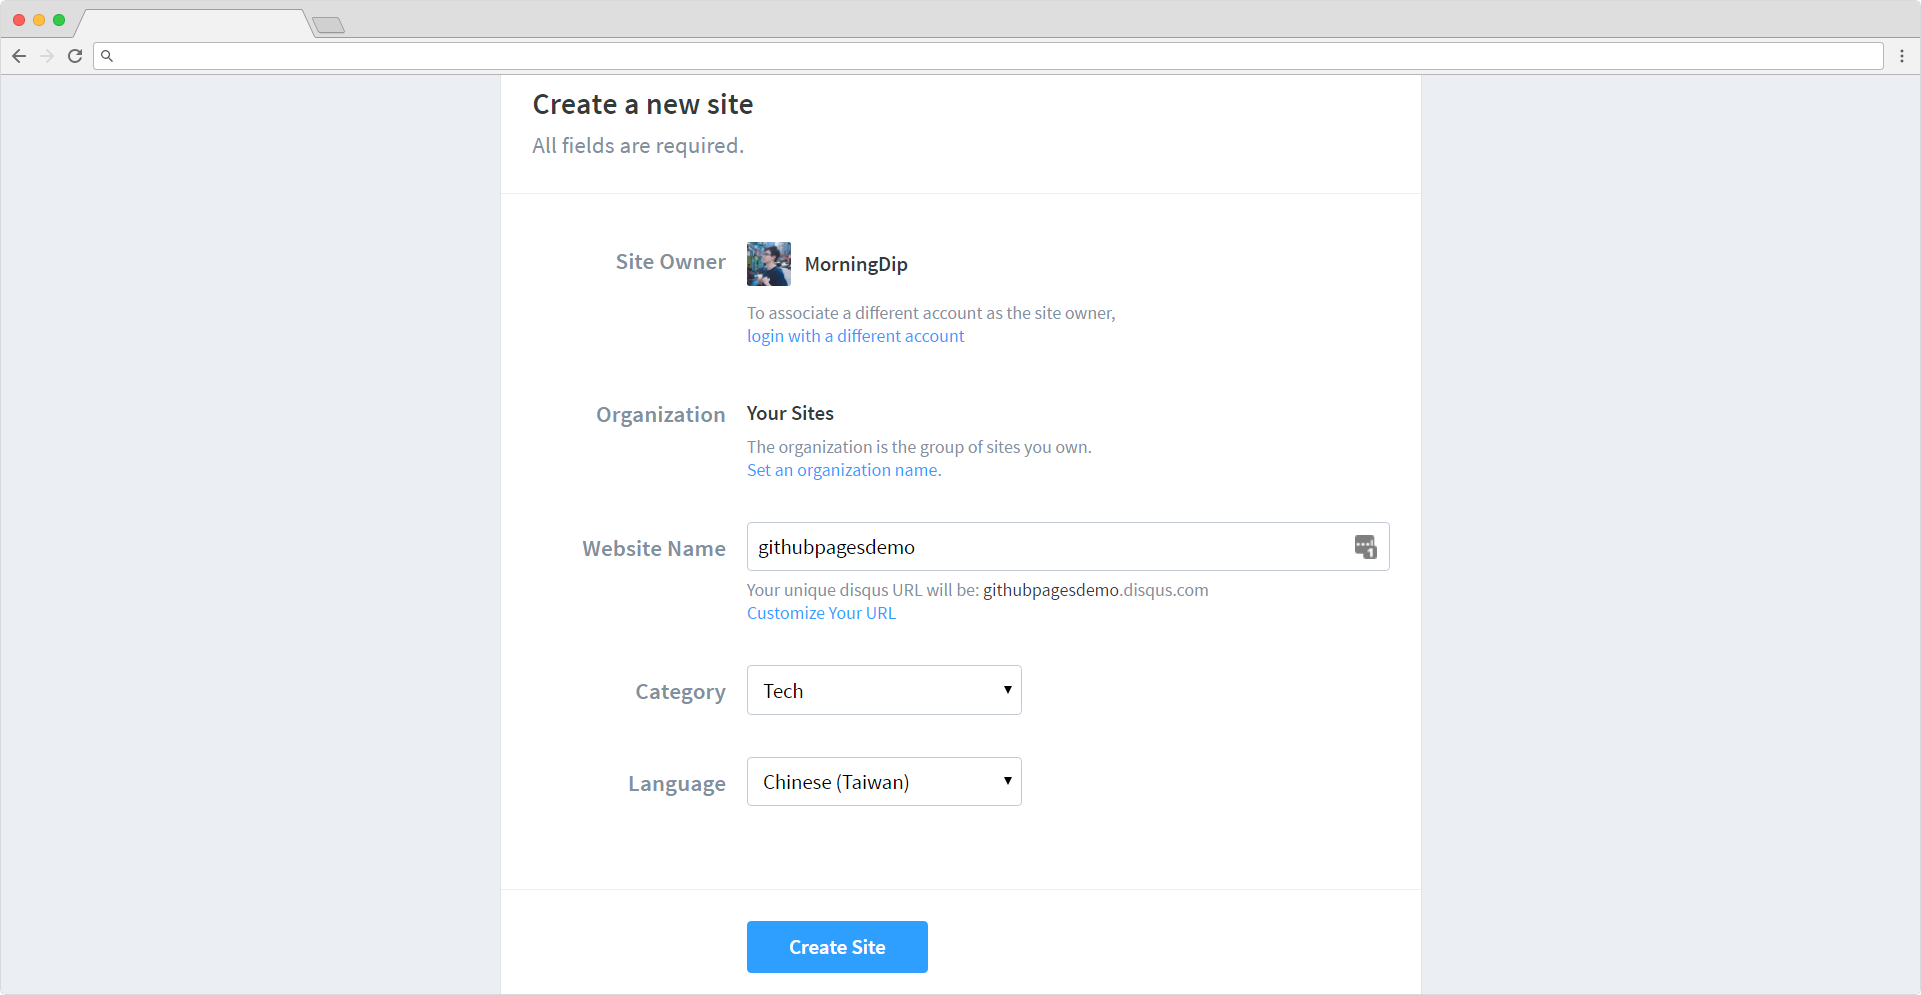 Create a new site
All fields are required.
Site Owner
MorningDip
To associate a different account as the site owner,
login with a different account
Organization
Your Sites
The organization is the group of sites you own.
Set an organization name.
Website Name
githubpagesdemo
1
Your unique disqus URL will be: githubpagesdemo.disqus.com
Customize Your URL
Category
Tech
Language
Chinese (Taiwan)
Create Site